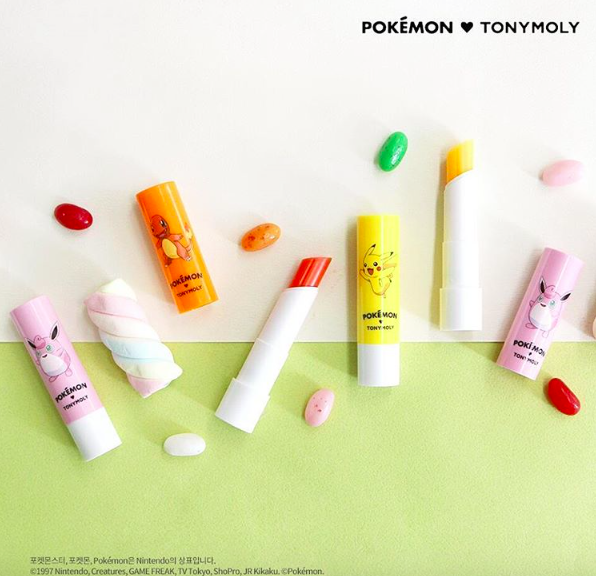 POKÉMON ♥ TONYMOLY
POKÉMON
♥
TONYMOLY
POKÉMON
♥
TONYMOLY
POKÉMON
♥
TONYMOLY
POKÉMON
♥
TONYMOLY
포켓몬스터, 포켓몬, Pokémon은 Nintendo의 상표입니다.
©1997 Nintendo, Creatures, GAME FREAK, TV Tokyo, ShoPro, JR Kikaku. ©Pokémon.